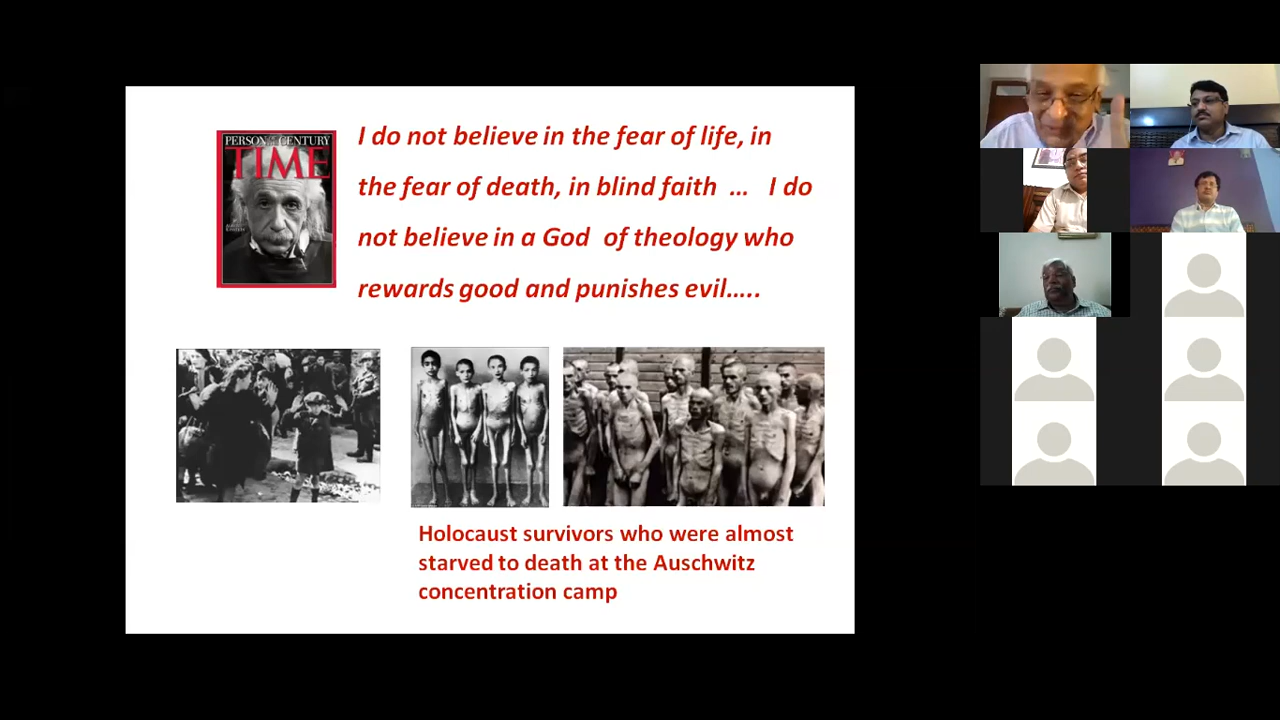 PERSON OF THE CENTURY
TIME
ALBERT EINSTEIN
I do not believe in the fear of life, in
the fear of death, in blind faith … I do
not believe in a God of theology who
rewards good and punishes evil…..
Holocaust survivors who were almost
starved to death at the Auschwitz
concentration camp